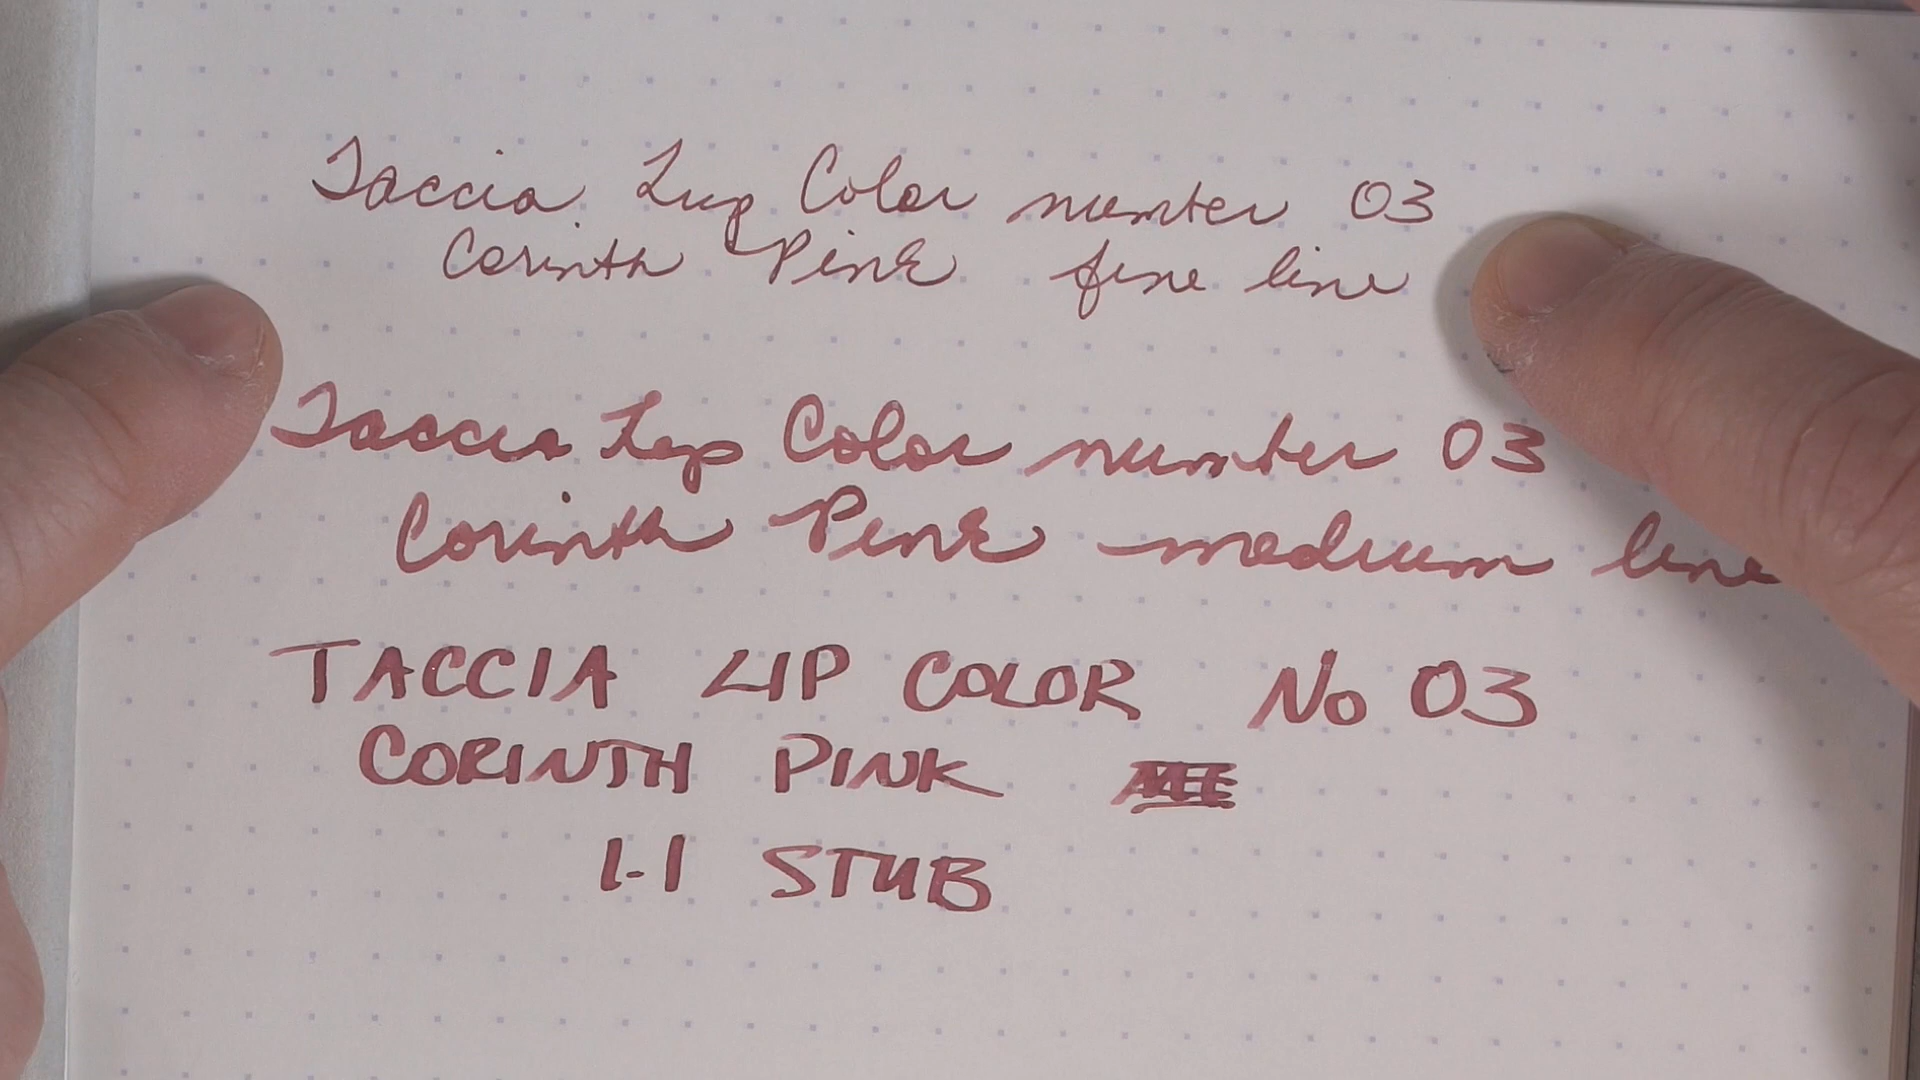 Taccia Lip Color number 03
Corinth Pink fine line
Taccia Lip Color number 03
Corinth Pink medium line
TACCIA LIP COLOR No 03
CORINTH PINK
1.1 STUB